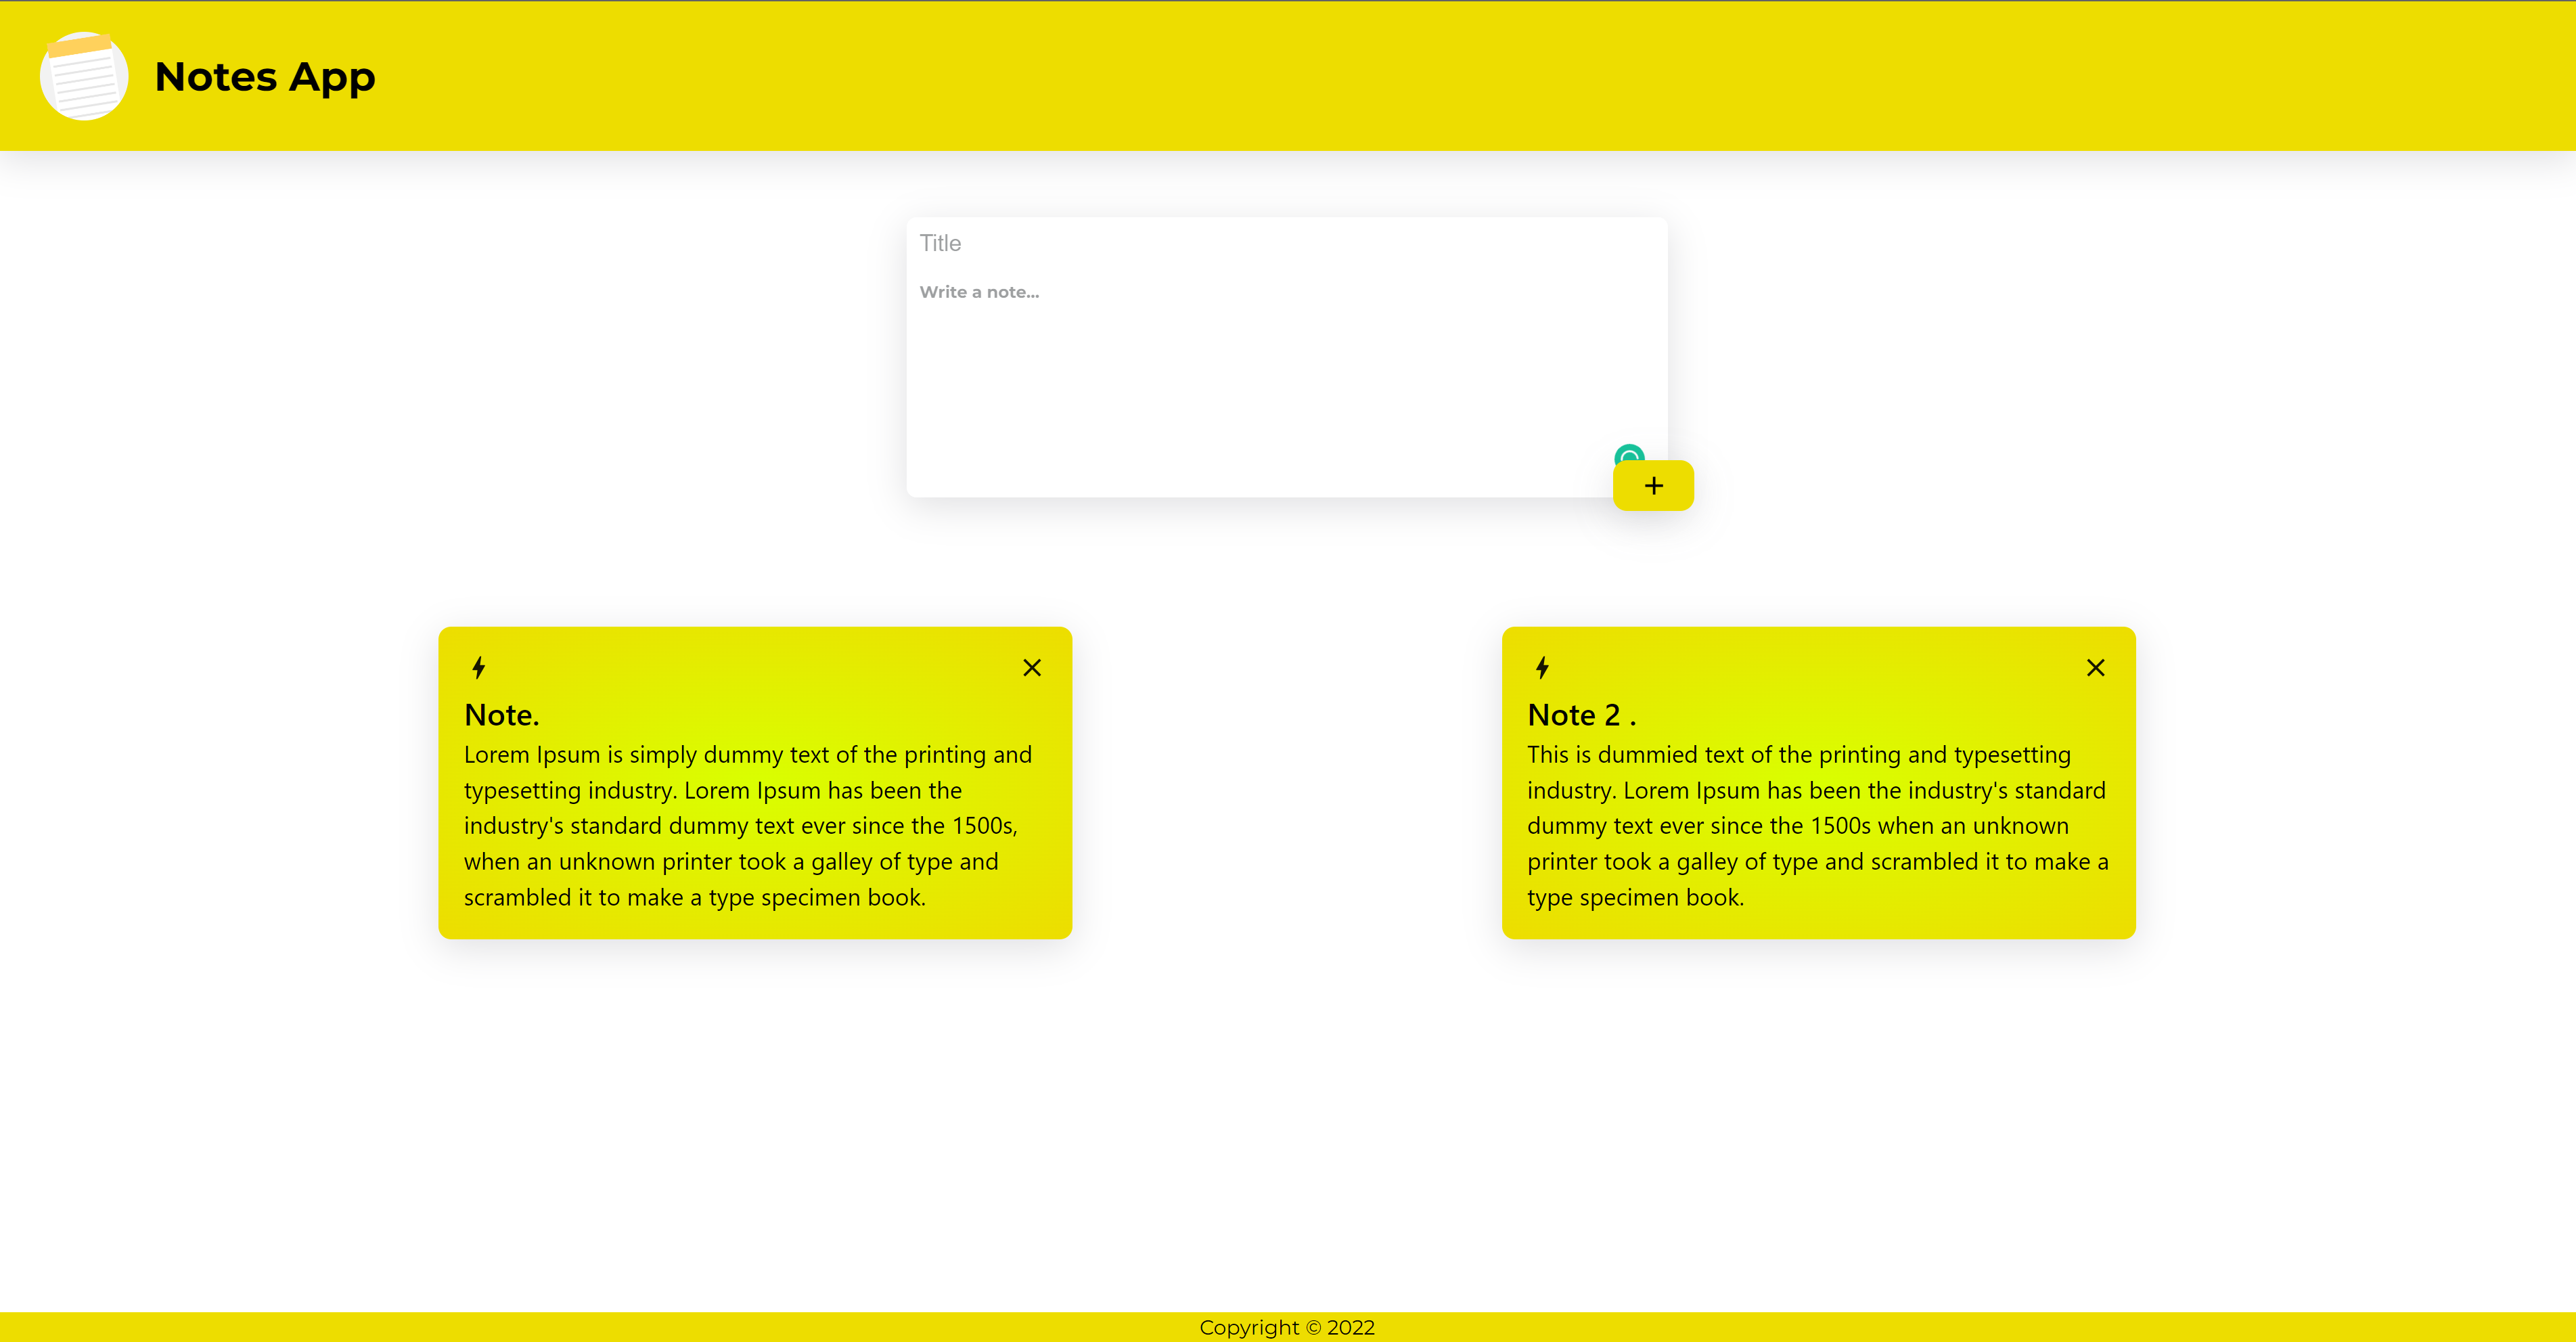 Notes App
Title
Write a note...
Note.
Lorem Ipsum is simply dummy text of the printing and
typesetting industry. Lorem Ipsum has been the
industry's standard dummy text ever since the 1500s,
when an unknown printer took a galley of type and
scrambled it to make a type specimen book.
Note 2 .
This is dummied text of the printing and typesetting
industry. Lorem Ipsum has been the industry's standard
dummy text ever since the 1500s when an unknown
printer took a galley of type and scrambled it to make a
type specimen book.
Copyright © 2022